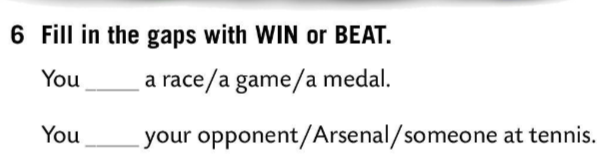 6 Fill in the gaps with WIN or BEAT.
You _____ a race/a game/a medal.
You _____ your opponent/Arsenal/someone at tennis.